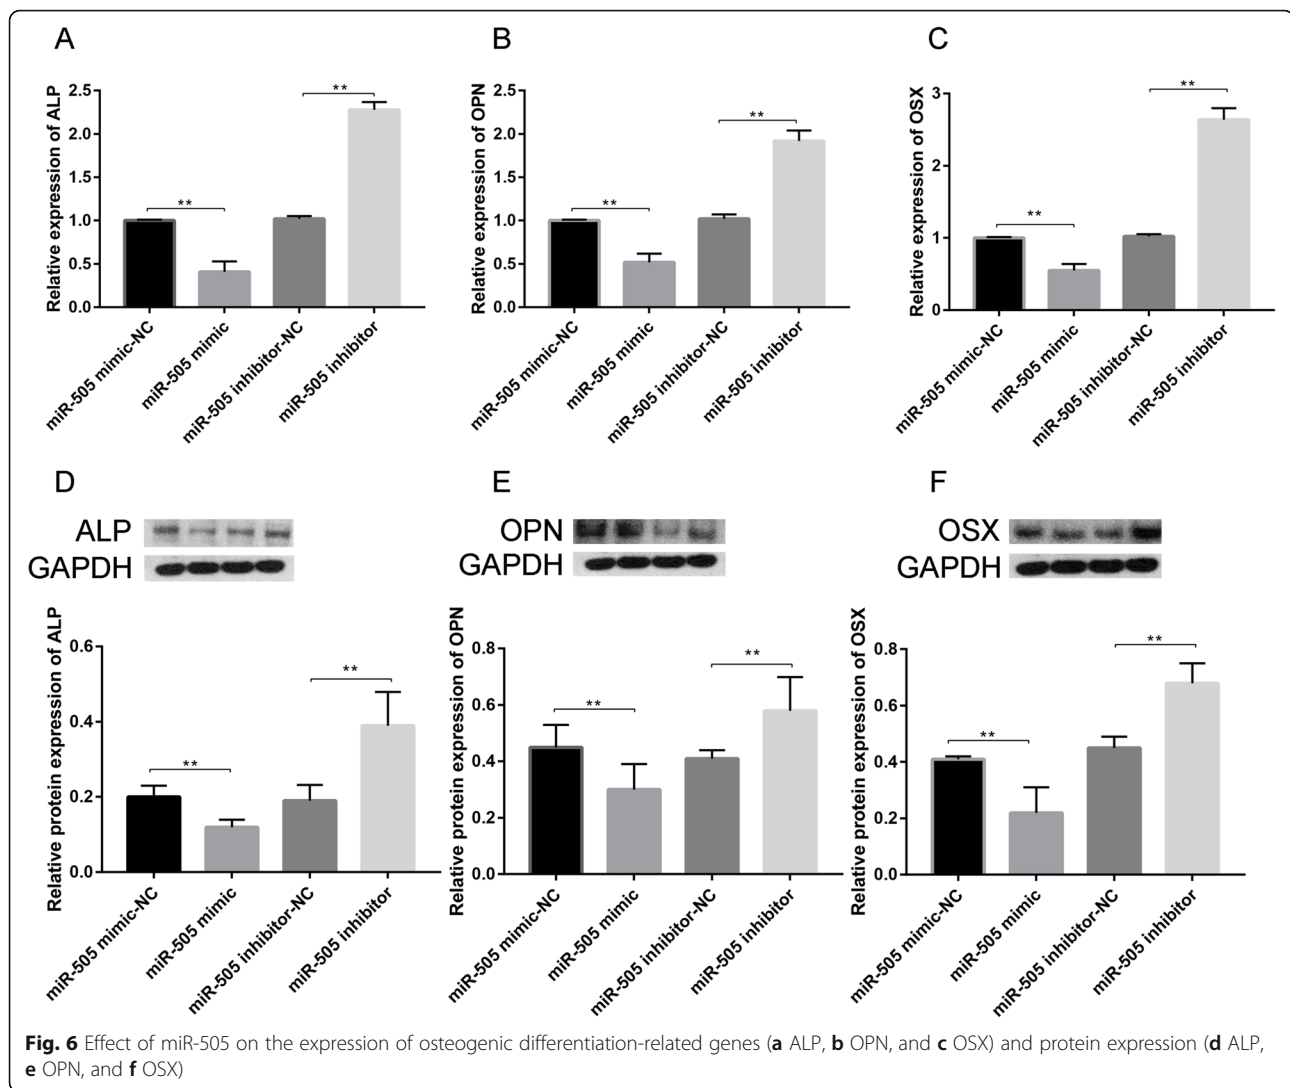 A
Relative expression of ALP
2.5
2.0
1.5
1.0
0.5
0.0
**
**
miR-505 mimic-NC
miR-505 mimic
miR-505 inhibitor-NC
miR-505 inhibitor
B
Relative expression of OPN
2.5
2.0
1.5
1.0
0.5
0.0
**
**
miR-505 mimic-NC
miR-505 mimic
miR-505 inhibitor-NC
miR-505 inhibitor
C
Relative expression of OSX
3
2
1
0
**
**
miR-505 mimic-NC
miR-505 mimic
miR-505 inhibitor-NC
miR-505 inhibitor
D
ALP
GAPDH
Relative protein expression of ALP
0.6
0.4
0.2
0.0
**
**
miR-505 mimic-NC
miR-505 mimic
miR-505 inhibitor-NC
miR-505 inhibitor
E
OPN
GAPDH
Relative protein expression of OPN
0.8
0.6
0.4
0.2
0.0
**
**
miR-505 mimic-NC
miR-505 mimic
miR-505 inhibitor-NC
miR-505 inhibitor
F
OSX
GAPDH
Relative protein expression of OSX
0.8
0.6
0.4
0.2
0.0
**
**
miR-505 mimic-NC
miR-505 mimic
miR-505 inhibitor-NC
miR-505 inhibitor
Fig. 6 Effect of miR-505 on the expression of osteogenic differentiation-related genes (a ALP, b OPN, and c OSX) and protein expression (d ALP,
e OPN, and f OSX)